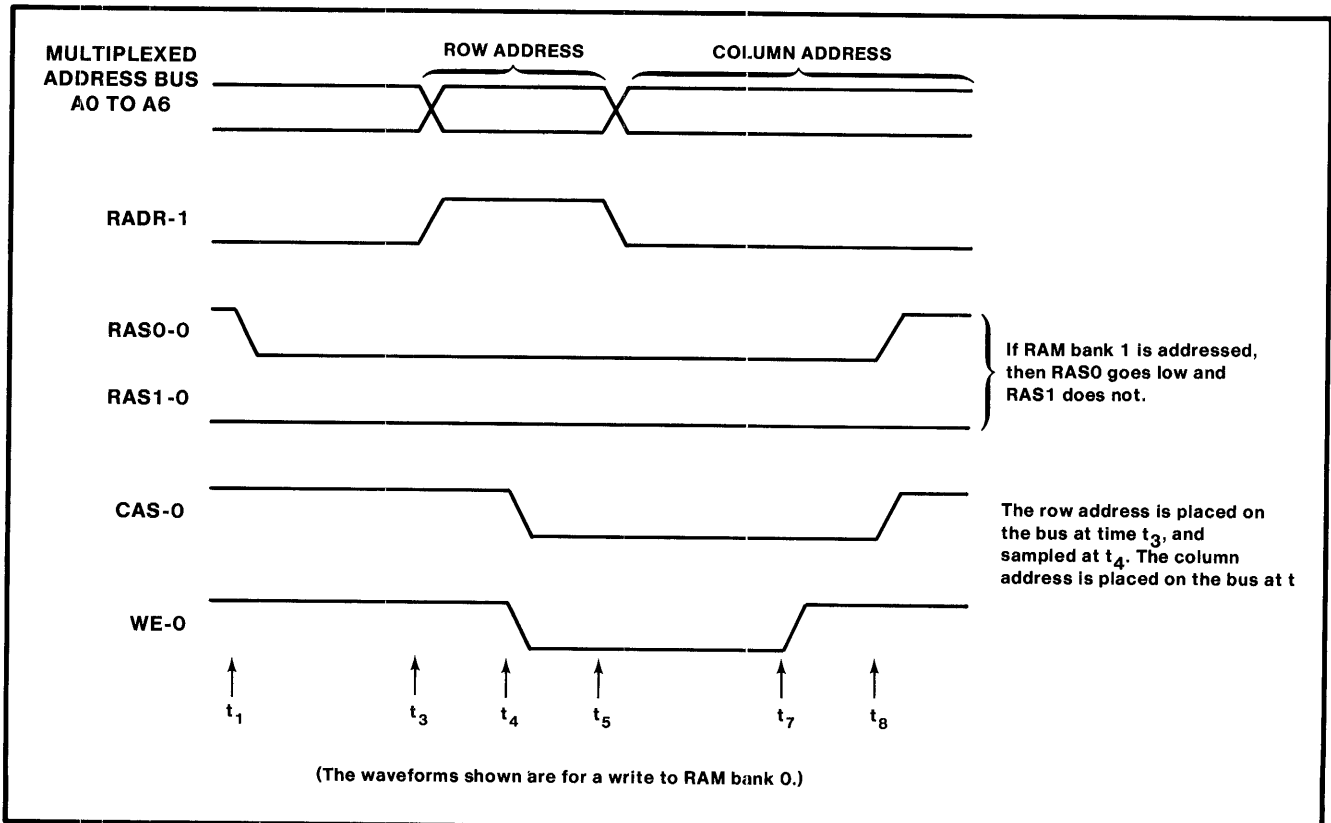 MULTIPLEXED
ADDRESS BUS
A0 TO A6
ROW ADDRESS
COLUMN ADDRESS
RADR-1
RAS0-0
RAS1-0
If RAM bank 1 is addressed,
then RAS0 goes low and
RAS1 does not.
CAS-0
The row address is placed on
the bus at time t3, and
sampled at t4. The column
address is placed on the bus at t
WE-0
t1 t3 t4 t5 t7 t8
(The waveforms shown are for a write to RAM bank 0.)